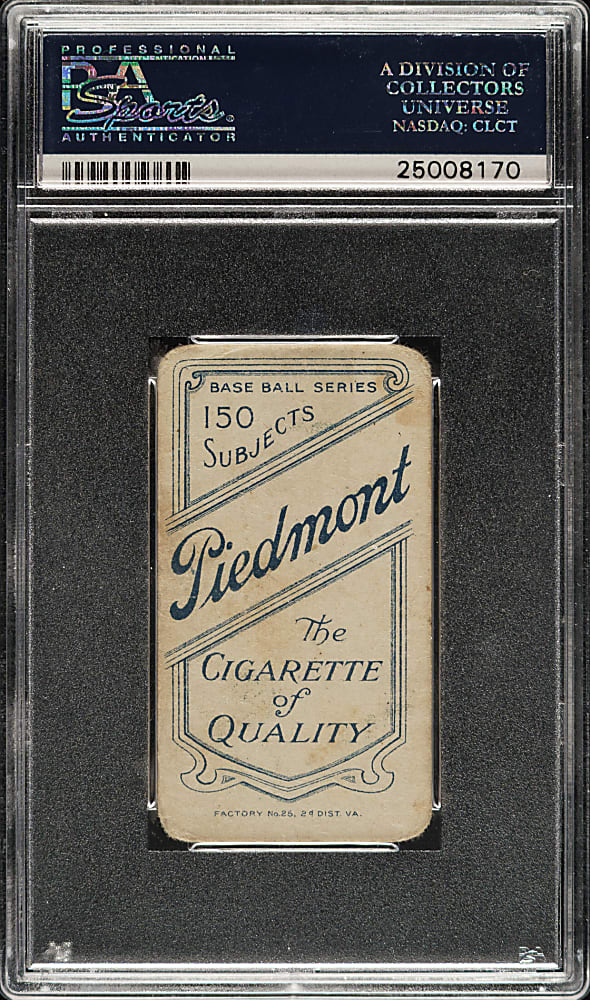 PROFESSIONAL
PSA
Sports
AUTHENTICATOR
A DIVISION OF
COLLECTORS
UNIVERSE
NASDAQ: CLCT
25008170
BASE BALL SERIES
150
SUBJECTS
Piedmont
The
CIGARETTE
of
QUALITY
FACTORY No.25, 2d DIST. VA.